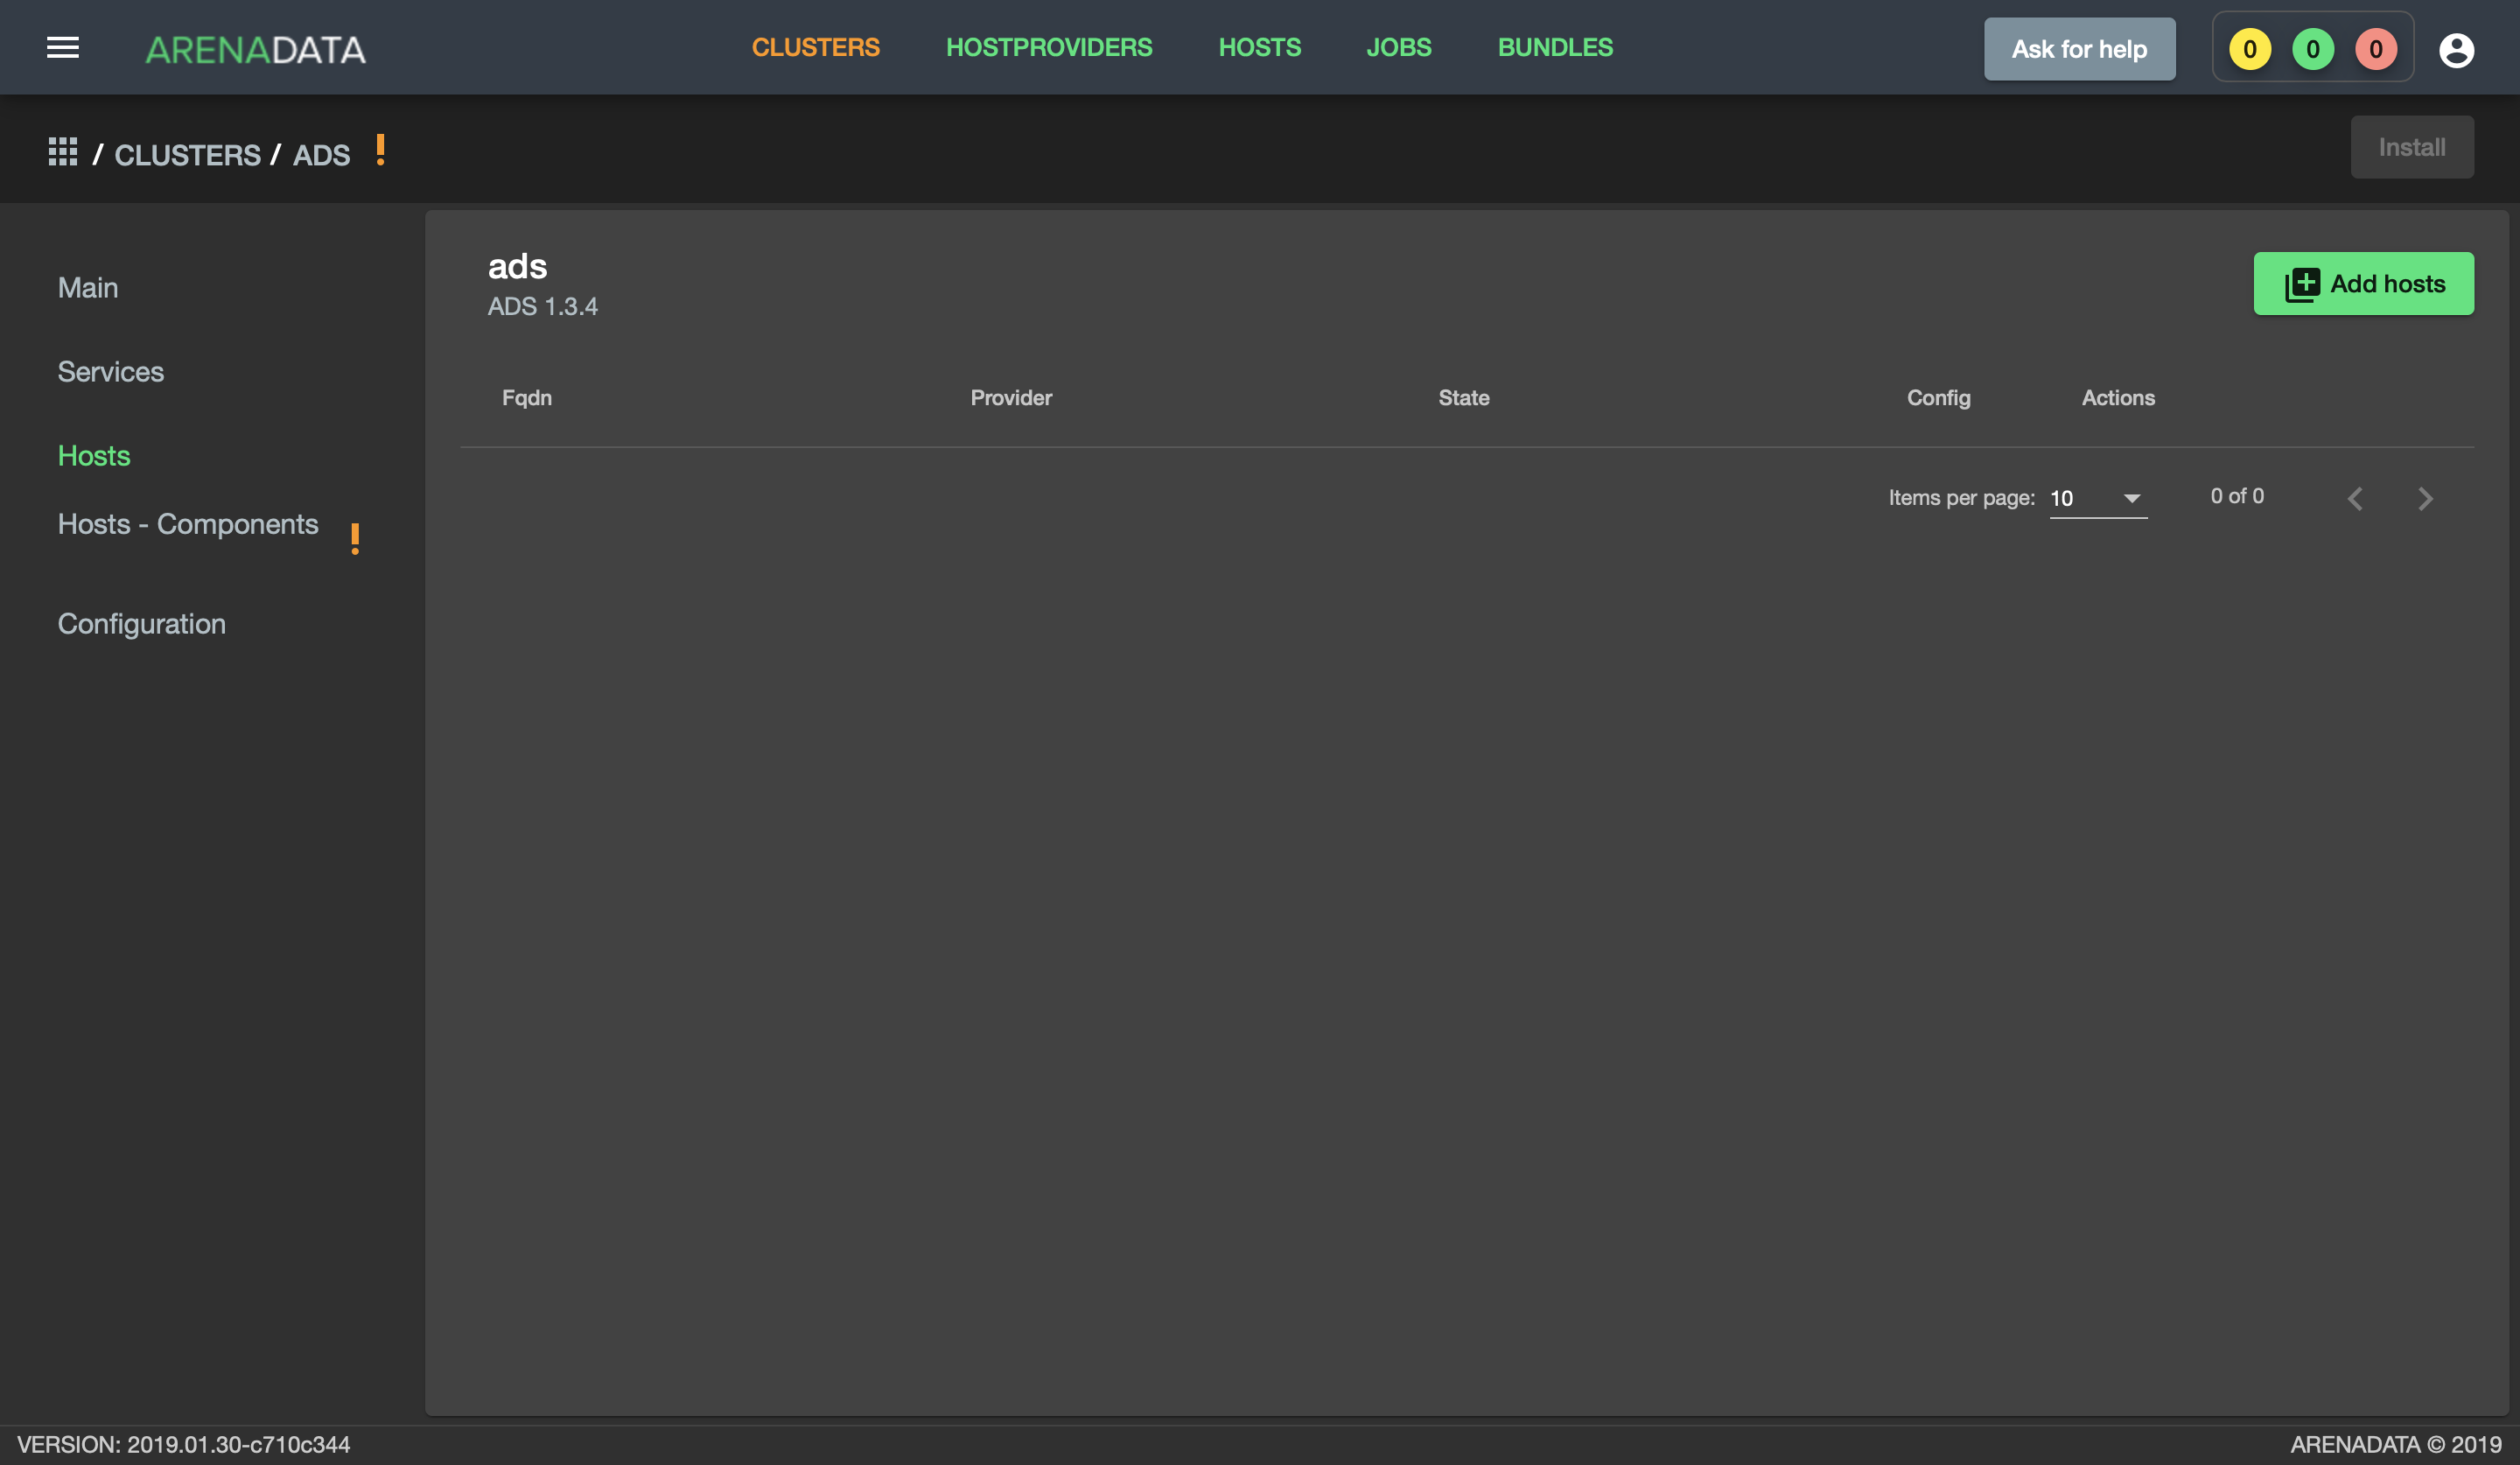 ARENADATA
CLUSTERS HOSTPROVIDERS HOSTS JOBS BUNDLES
Ask for help
0 0 0
/ CLUSTERS / ADS !
Install
Main
Services
Hosts
Hosts - Components !
Configuration
ads
ADS 1.3.4
Add hosts
Fqdn Provider State Config Actions
Items per page: 10 0 of 0
VERSION: 2019.01.30-c710c344
ARENADATA © 2019